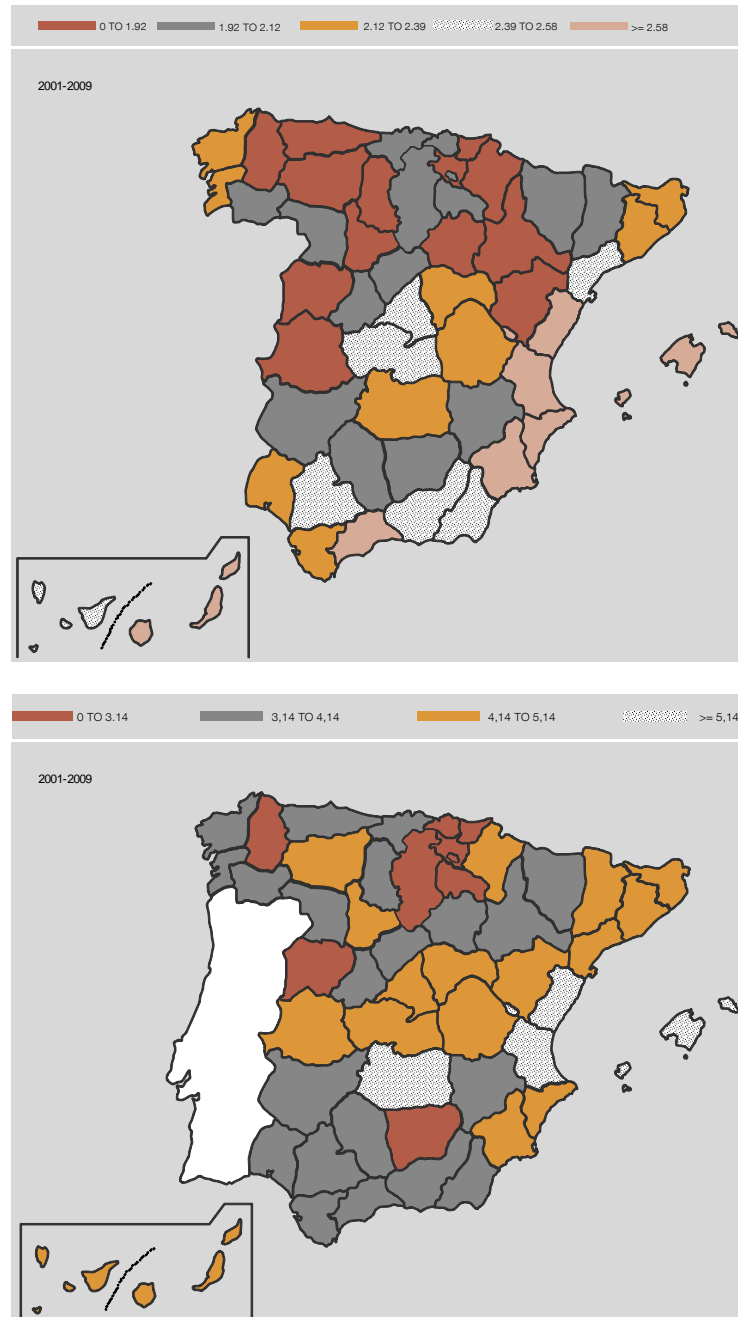 0 TO 1.92 1.92 TO 2.12 2.12 TO 2.39 2.39 TO 2.58 >= 2.58
2001-2009
0 TO 3.14 3,14 TO 4,14 4,14 TO 5,14 >= 5,14
2001-2009